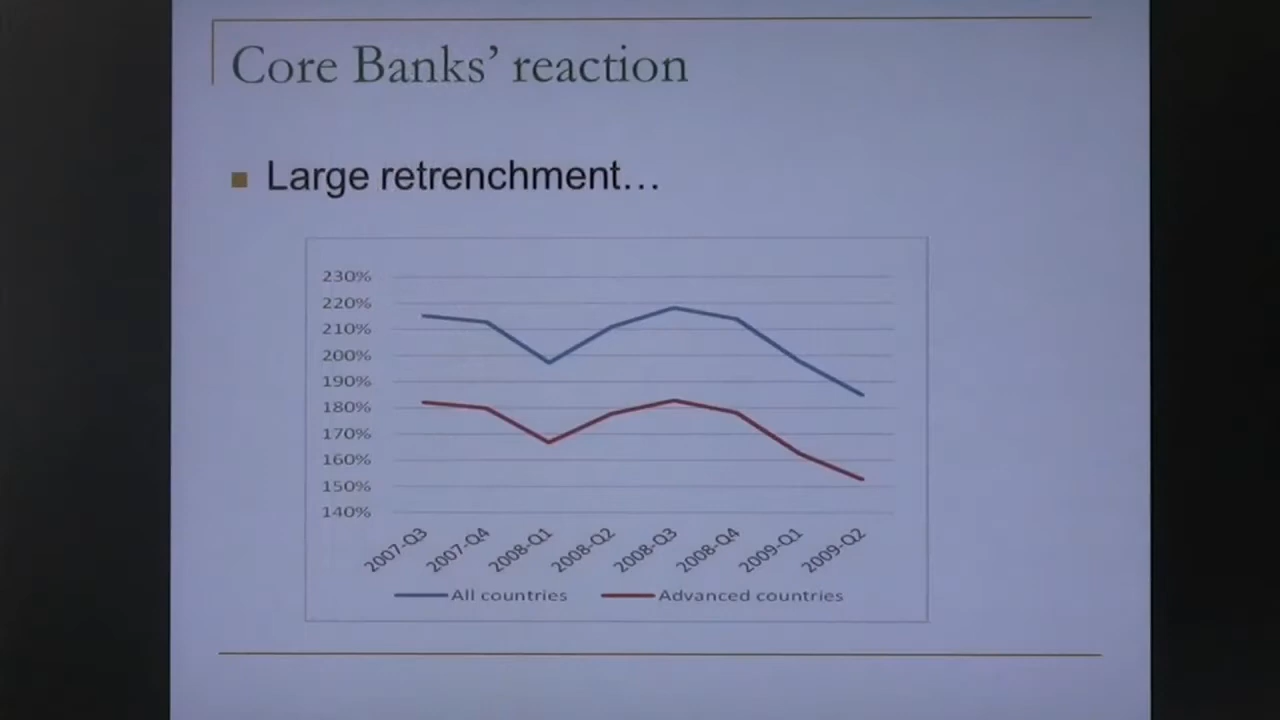 Core Banks’ reaction
Large retrenchment…
230%
220%
210%
200%
190%
180%
170%
160%
150%
140%
2007-Q3
2007-Q4
2008-Q1
2008-Q2
2008-Q3
2008-Q4
2009-Q1
2009-Q2
All countries
Advanced countries